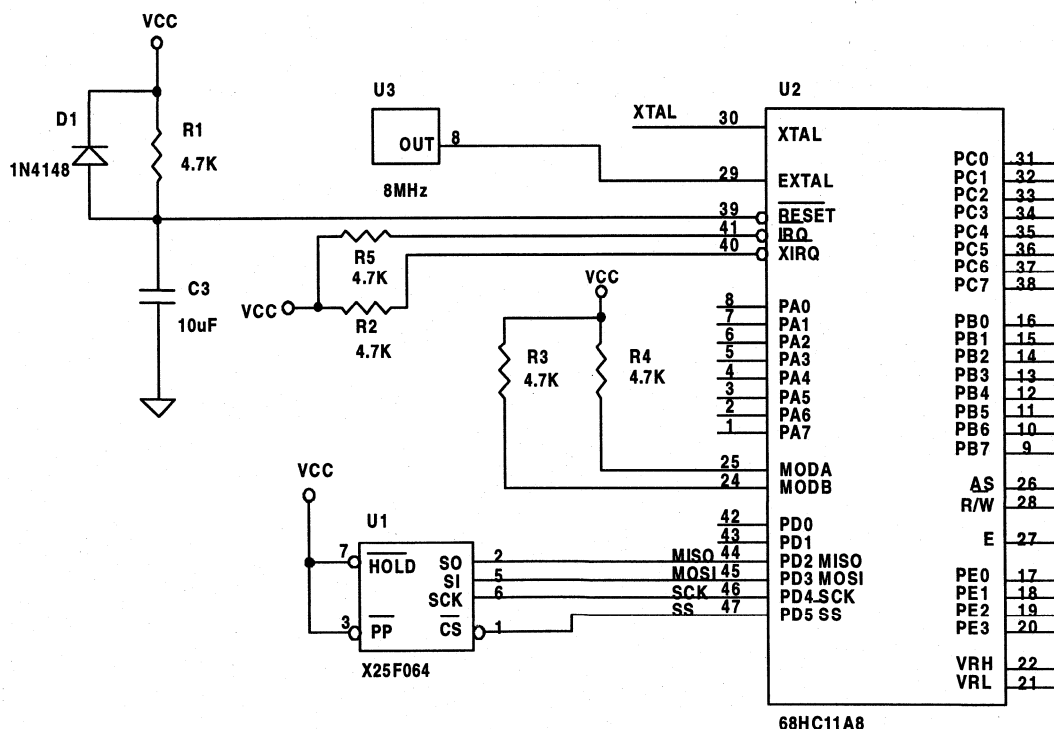 VCC
D1
1N4148
R1
4.7K
C3
10uF
U3
OUT
8
8MHz
VCC
R5
4.7K
R2
4.7K
VCC
R3
4.7K
R4
4.7K
VCC
U1
7 HOLD
3 PP
SO 2
SI 5
SCK 6
CS 1
X25F064
U2
XTAL 30 XTAL
29 EXTAL
39 RESET
41 IRQ
40 XIRQ
8 PA0
7 PA1
6 PA2
5 PA3
4 PA4
3 PA5
2 PA6
1 PA7
25 MODA
24 MODB
42 PD0
43 PD1
MISO 44 PD2 MISO
MOSI 45 PD3 MOSI
SCK 46 PD4 SCK
SS 47 PD5 SS
PC0 31
PC1 32
PC2 33
PC3 34
PC4 35
PC5 36
PC6 37
PC7 38
PB0 16
PB1 15
PB2 14
PB3 13
PB4 12
PB5 11
PB6 10
PB7 9
AS 26
R/W 28
E 27
PE0 17
PE1 18
PE2 19
PE3 20
VRH 22
VRL 21
68HC11A8